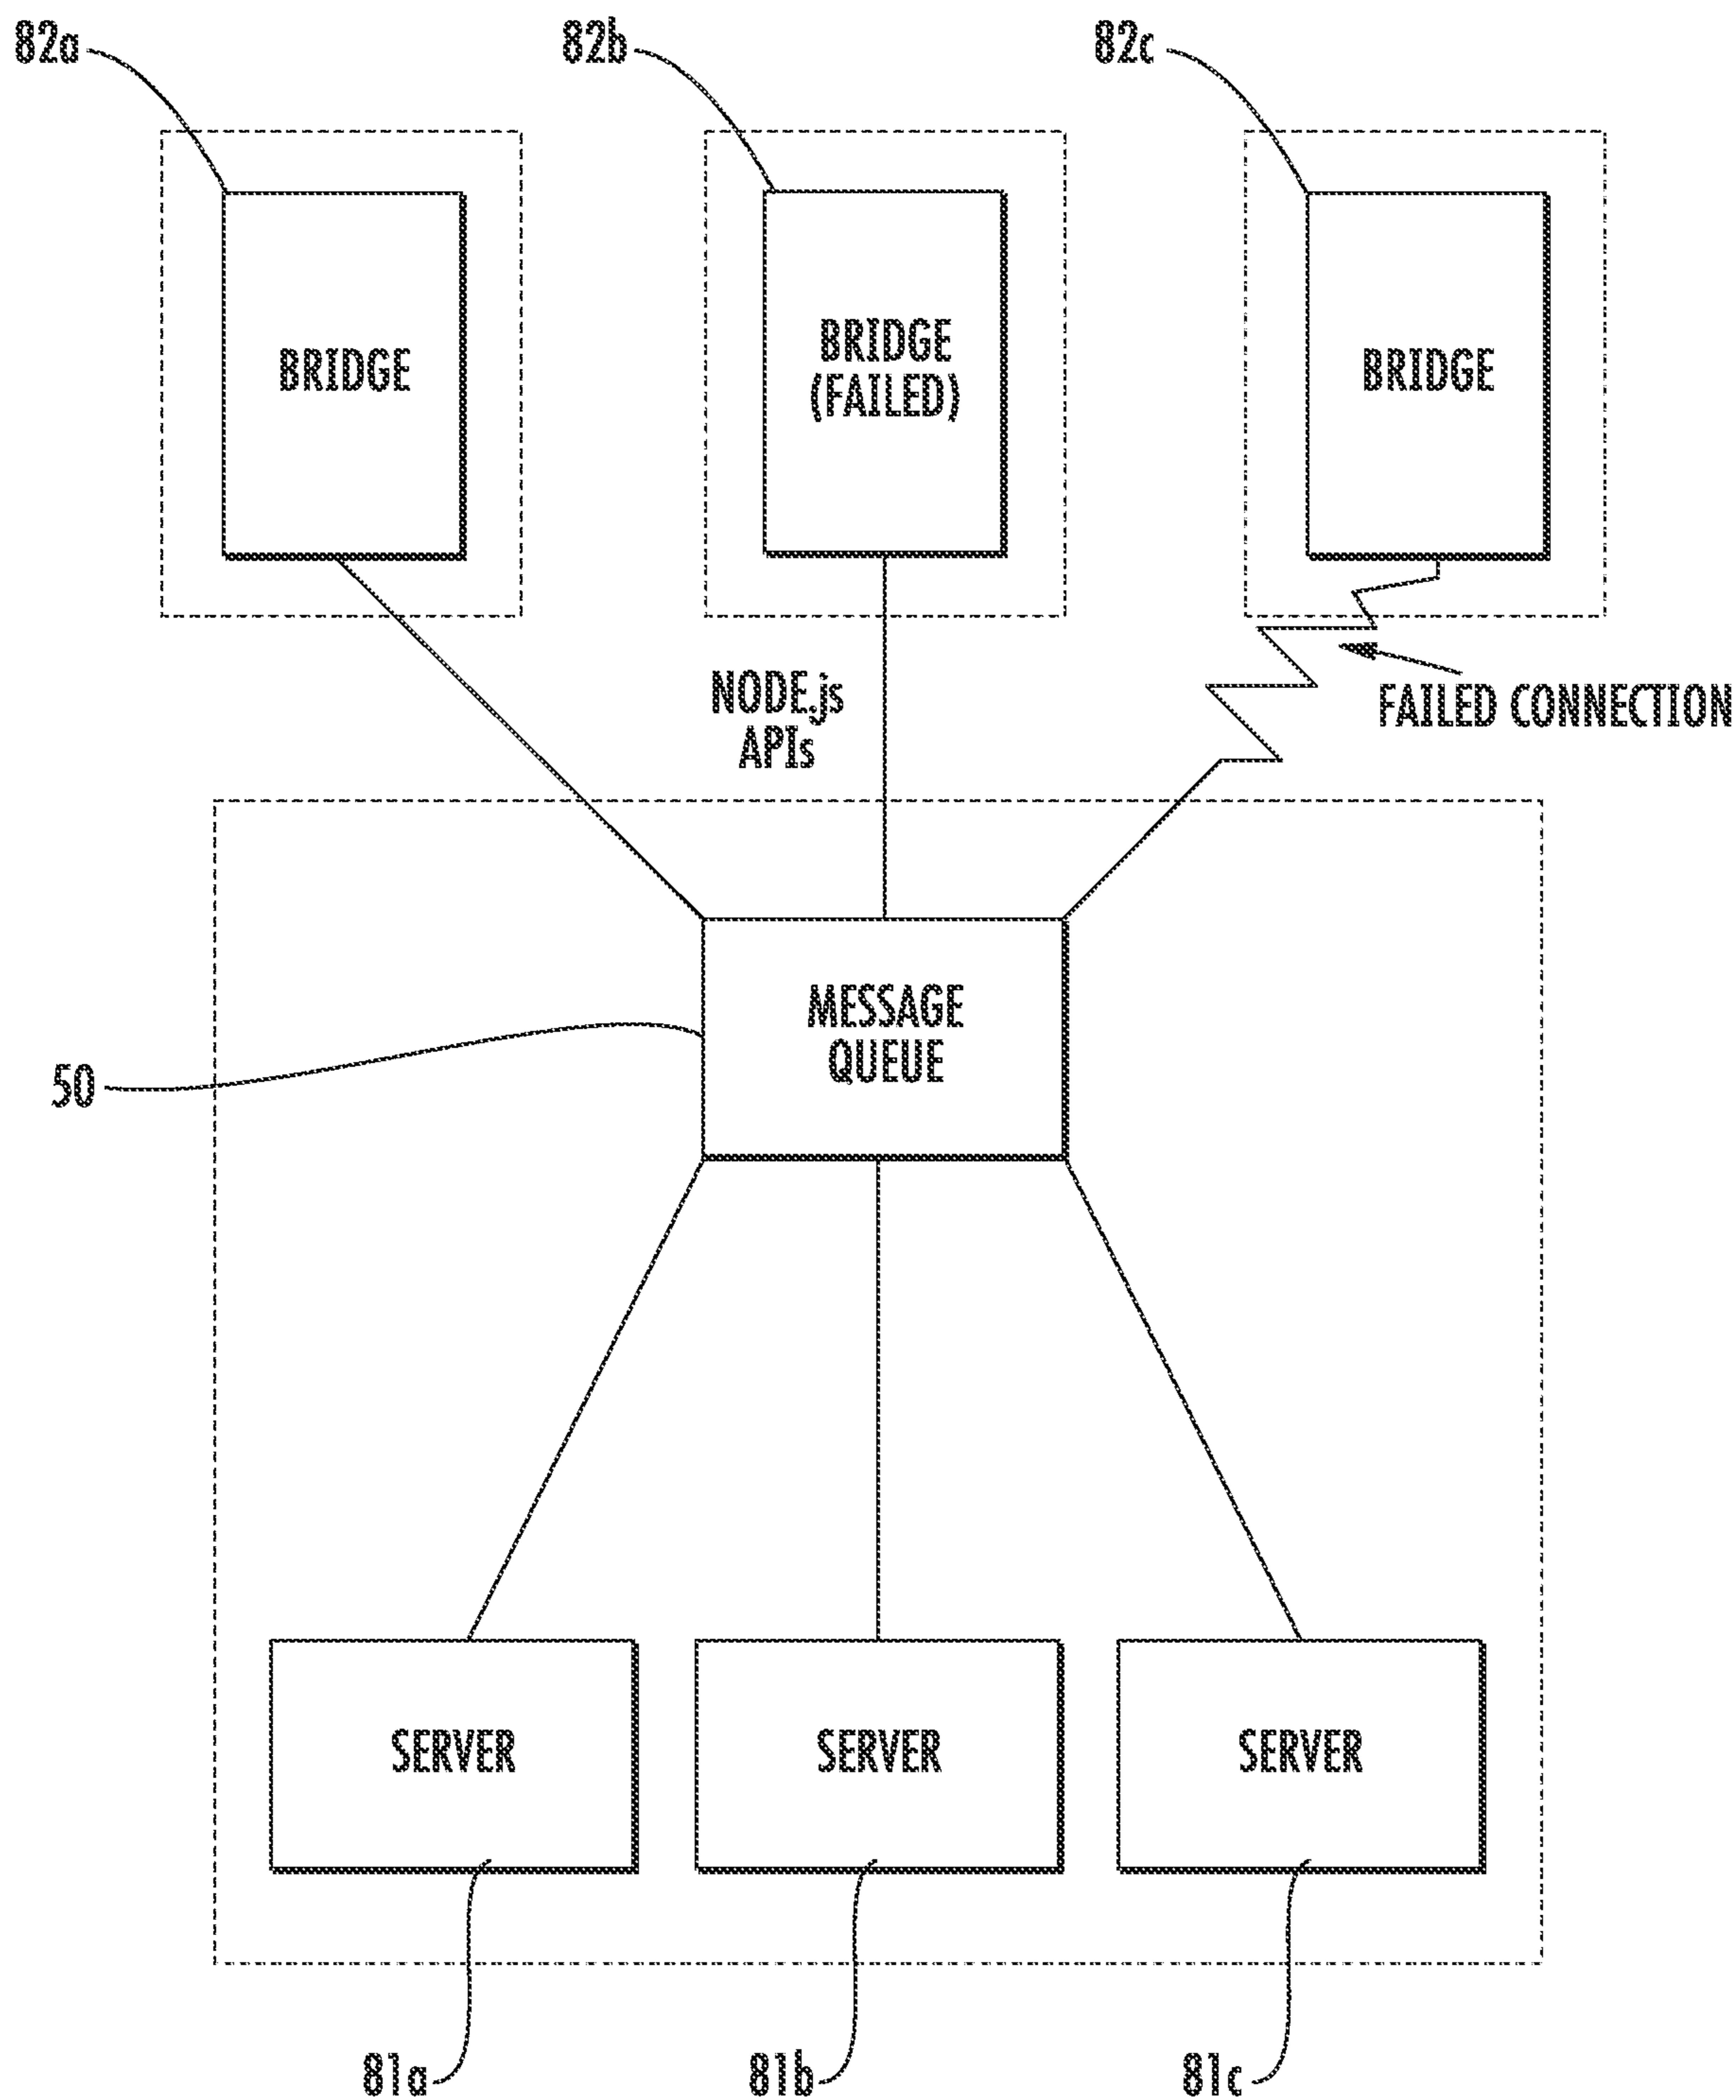 82a
82b
82c
BRIDGE
BRIDGE
(FAILED)
BRIDGE
NODE.js
APIs
FAILED CONNECTION
MESSAGE
QUEUE
50
SERVER
SERVER
SERVER
81a
81b
81c